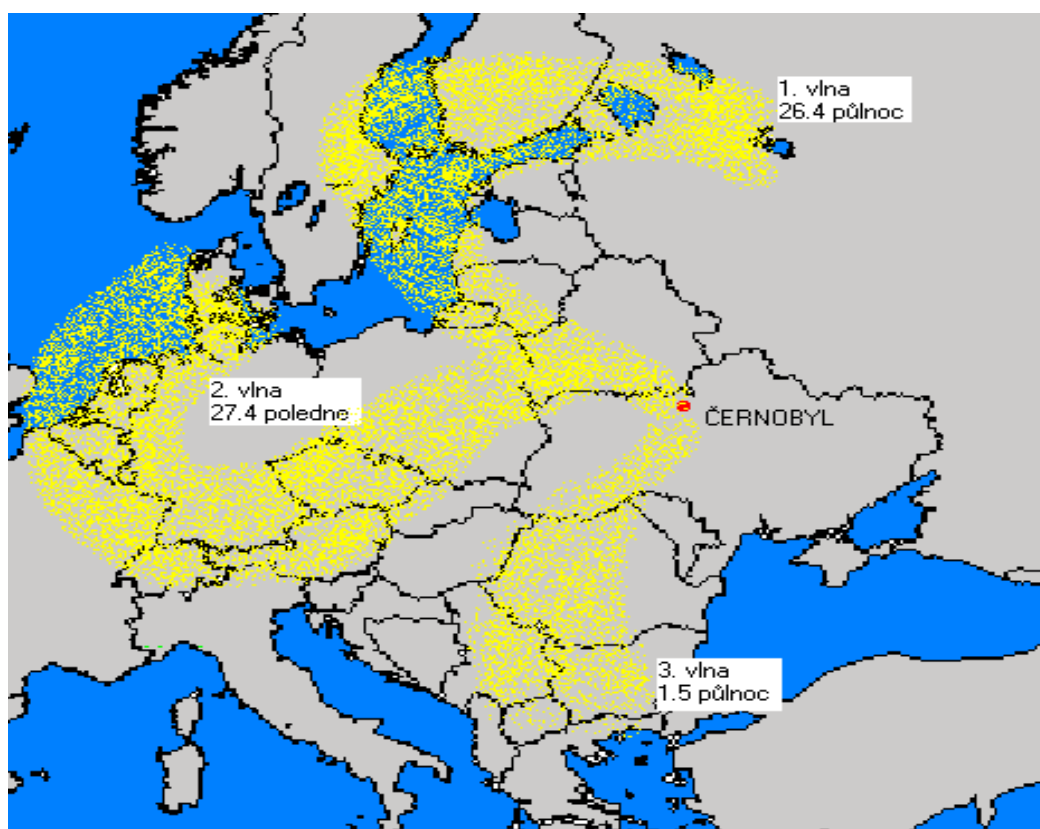 1. vlna
26.4 půlnoc
2. vlna
27.4 poledne
ČERNOBYL
3. vlna
1.5 půlnoc